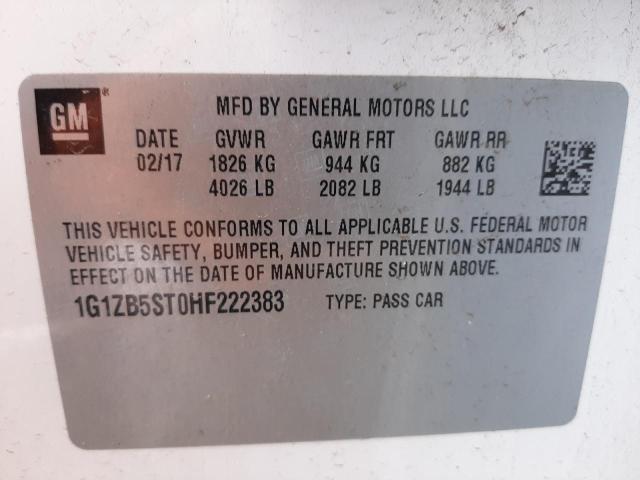 GM ®
MFD BY GENERAL MOTORS LLC
DATE GVWR GAWR FRT GAWR RR
02/17 1826 KG 944 KG 882 KG
4026 LB 2082 LB 1944 LB
THIS VEHICLE CONFORMS TO ALL APPLICABLE U.S. FEDERAL MOTOR
VEHICLE SAFETY, BUMPER, AND THEFT PREVENTION STANDARDS IN
EFFECT ON THE DATE OF MANUFACTURE SHOWN ABOVE.
1G1ZB5ST0HF222383 TYPE: PASS CAR